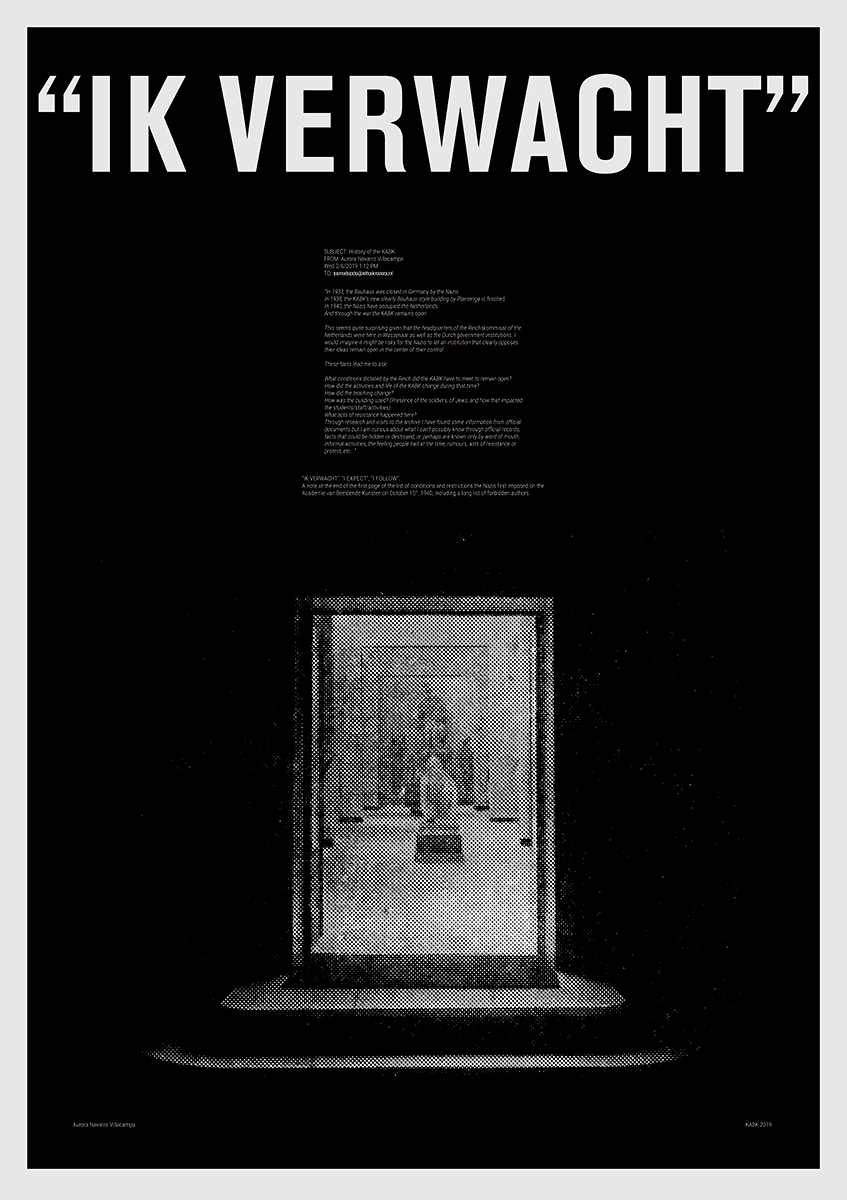 “IK VERWACHT”
SUBJECT: History of the KABK
FROM: Aurora Navarro Villacampa
Wed 2/6/2019 1:12 PM
TO:
"In 1933, the Bauhaus was closed in Germany by the Nazis.
In 1938, the KABK's new clearly Bauhaus-style building by Plantenga is finished.
In 1940, the Nazis have occupied the Netherlands.
And through the war the KABK remains open.
This seems quite surprising given that the headquarters of the Reichskommisar of the
Netherlands were here in Wassenaar as well as the Dutch government institutions. I
would imagine it might be risky for the Nazis to let an institution that clearly opposes
their ideas remain open in the center of their control.
These facts lead me to ask:
What conditions dictated by the Reich did the KABK have to meet to remain open?
How did the activities and life of the KABK change during that time?
How did the teaching change?
How was the building used? (Presence of the soldiers, of Jews, and how that impacted
the students/staff/activities)
What acts of resistance happened here?
Through research and visits to the archive I have found some information from official
documents but I am curious about what I can't possibly know through official records,
facts that could be hidden or destroyed, or perhaps are known only by word of mouth.
Informal activities, the feeling people had at the time, rumours, acts of resistance or
protest, etc..."
"IK VERWACHT": "I EXPECT", "I FOLLOW".
A note at the end of the first page of the list of conditions and restrictions the Nazis first imposed on the
Academie van Beeldende Kunsten on October 15th, 1940, including a long list of forbidden authors.
Aurora Navarro Villacampa
KABK 2019